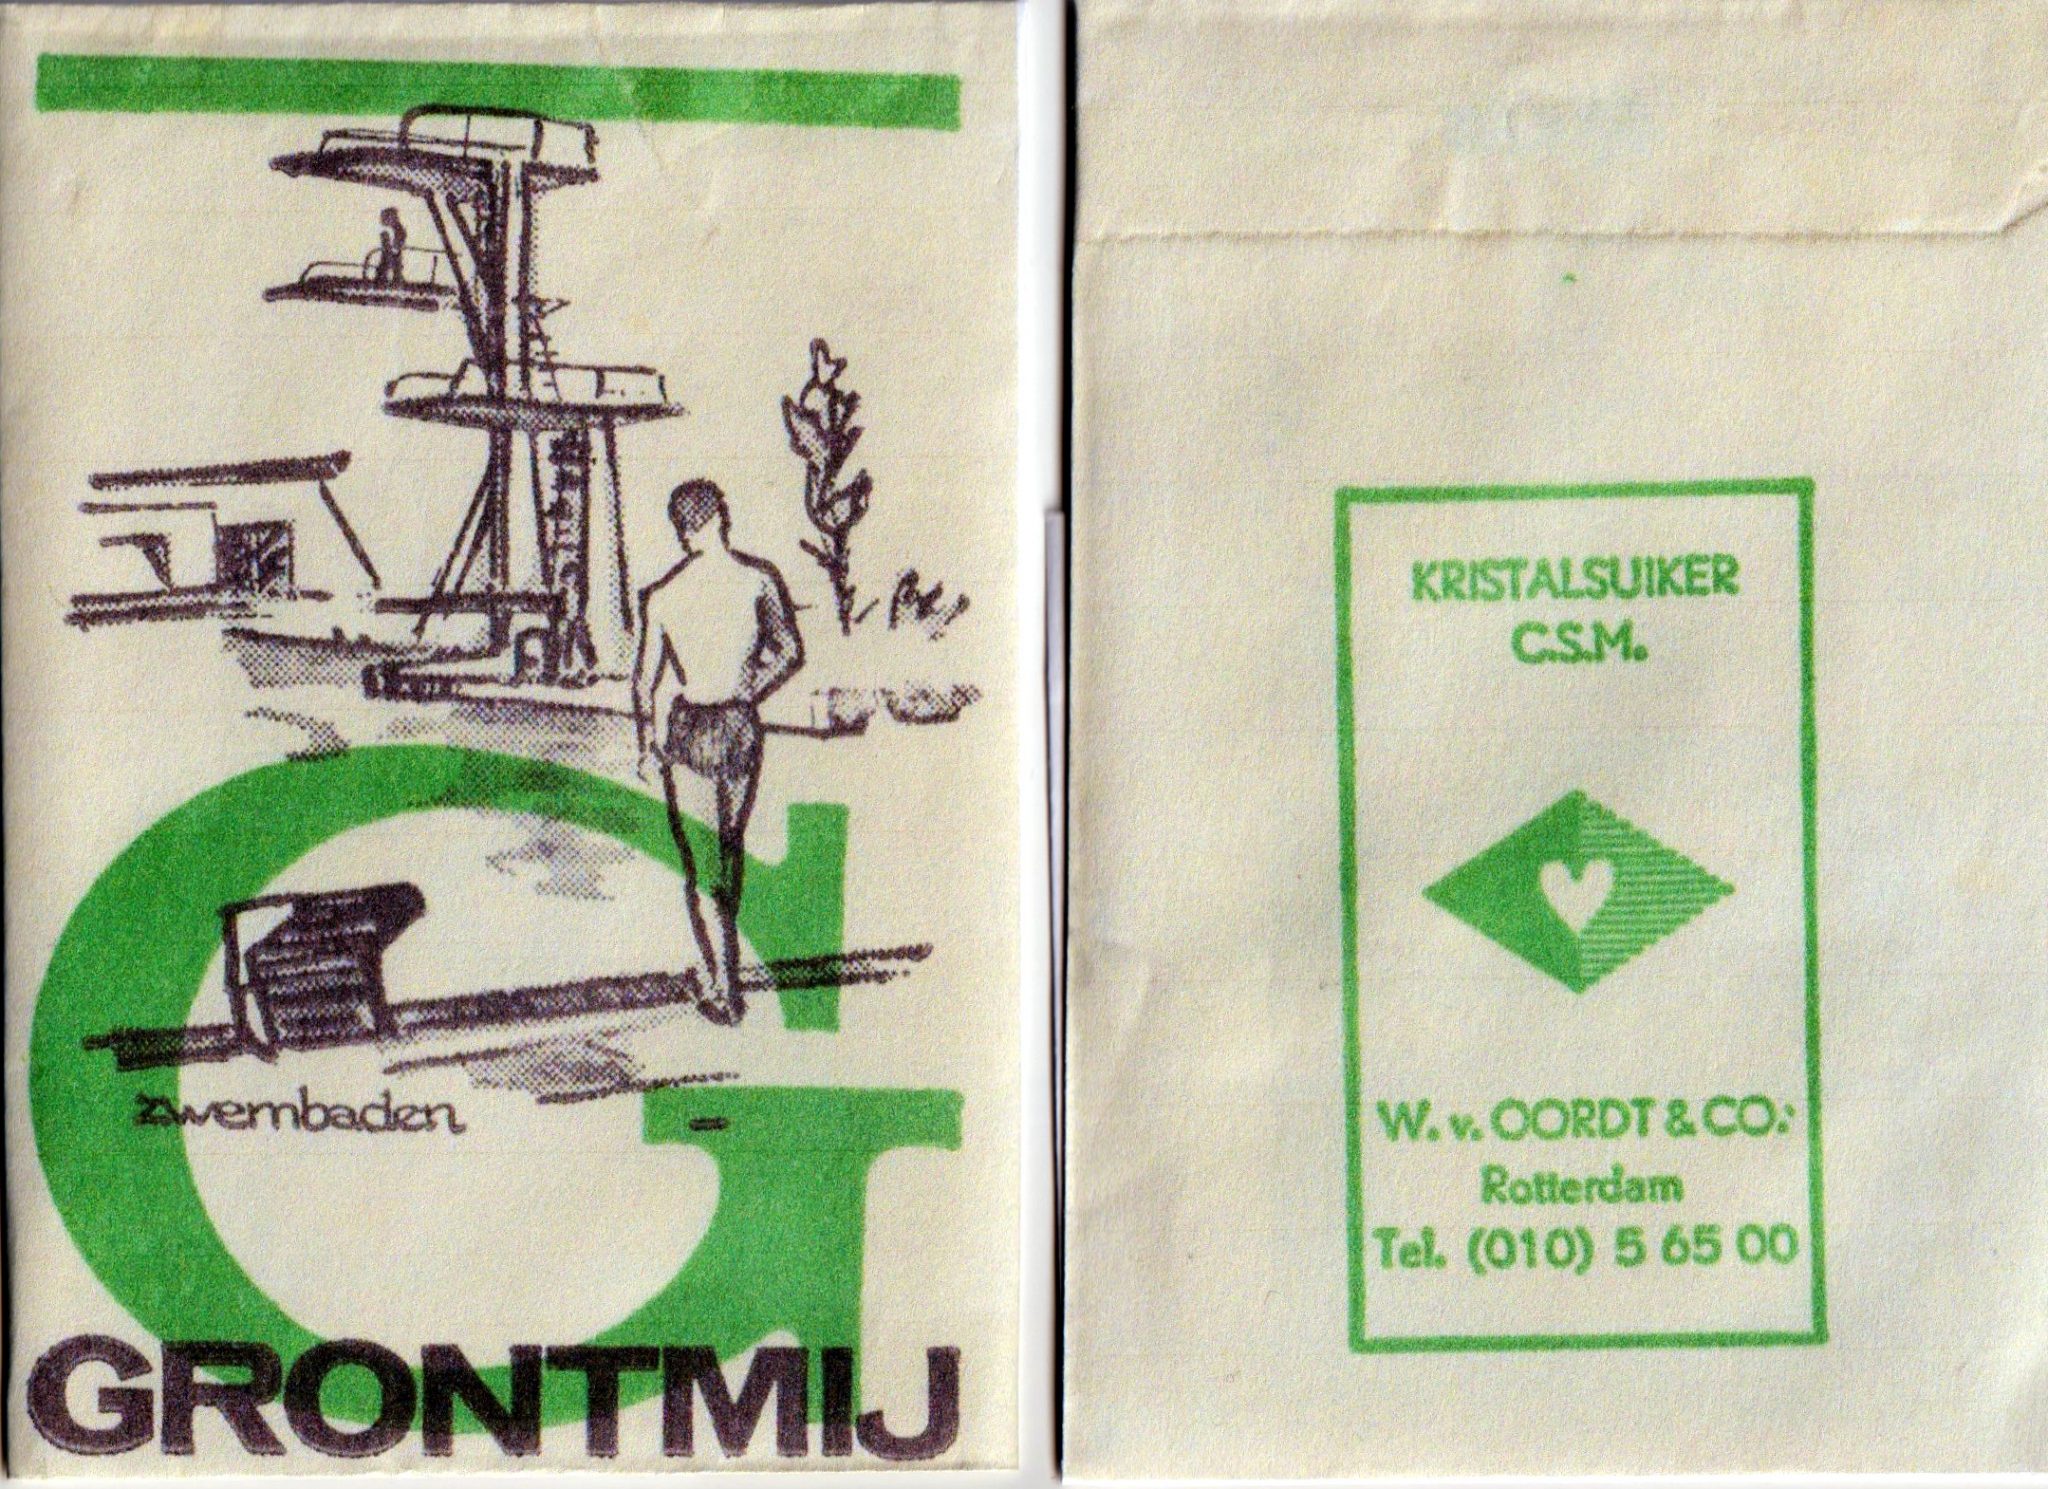 zwembaden
G
GRONTMIJ
KRISTALSUIKER
C.S.M.
W. v. OORDT & CO.
Rotterdam
Tel. (010) 5 65 00